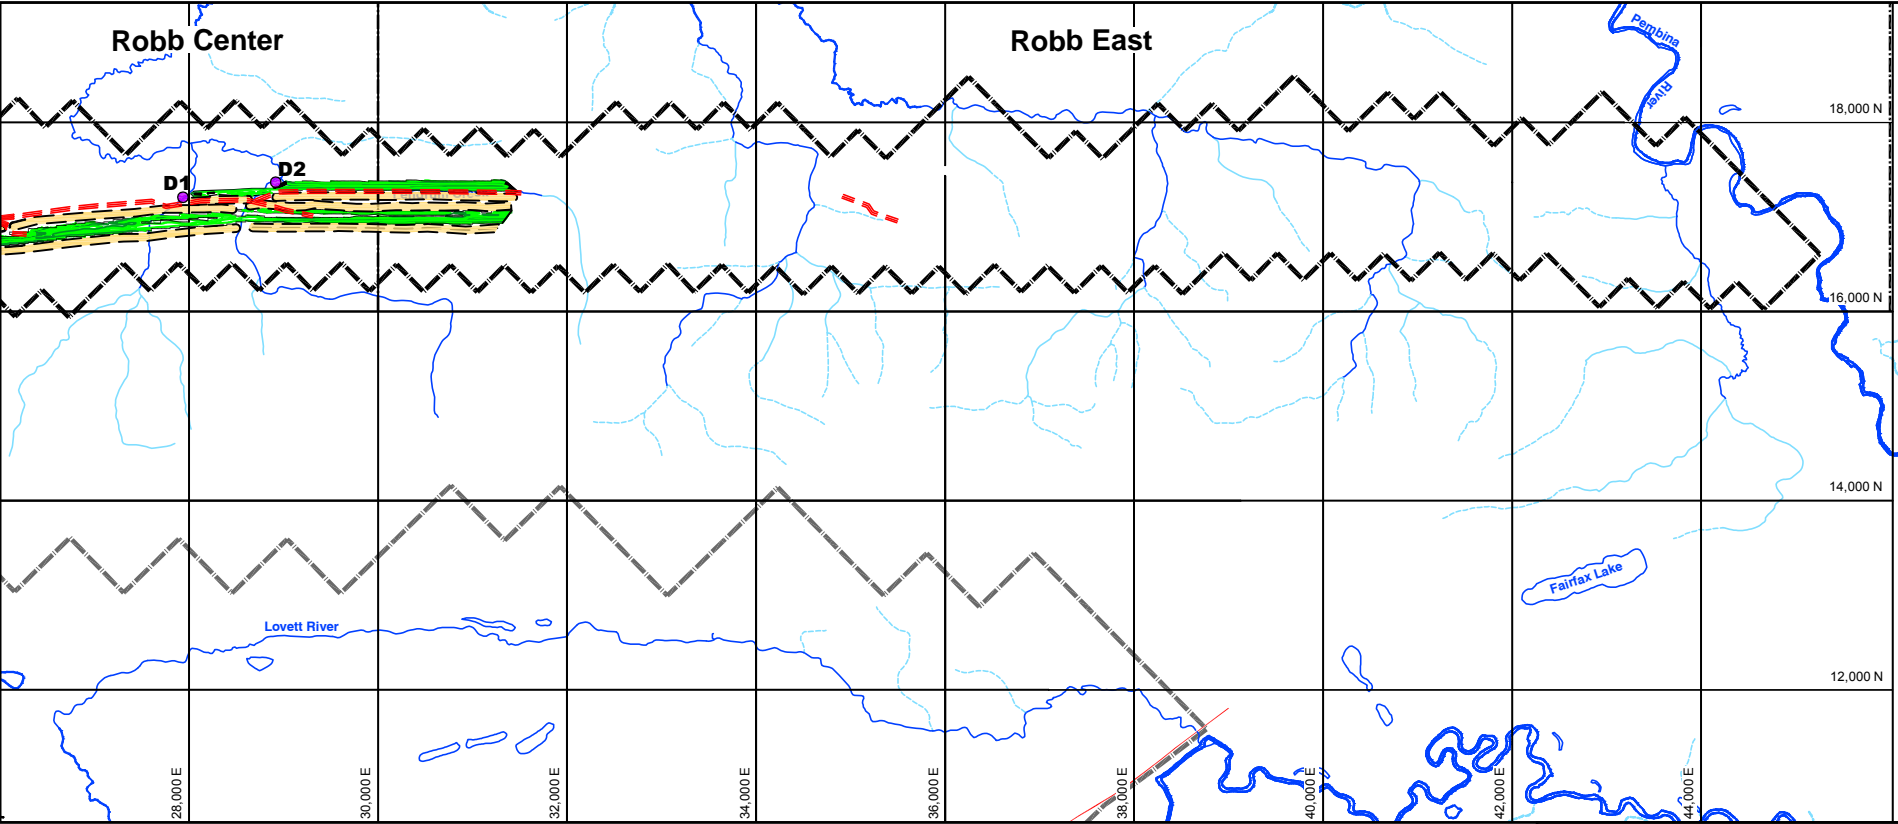 Robb Center
Robb East
Pembina
River
18,000 N
D1
D2
16,000 N
14,000 N
Fairfax Lake
Lovett River
12,000 N
28,000 E
30,000 E
32,000 E
34,000 E
36,000 E
38,000 E
40,000 E
42,000 E
44,000 E